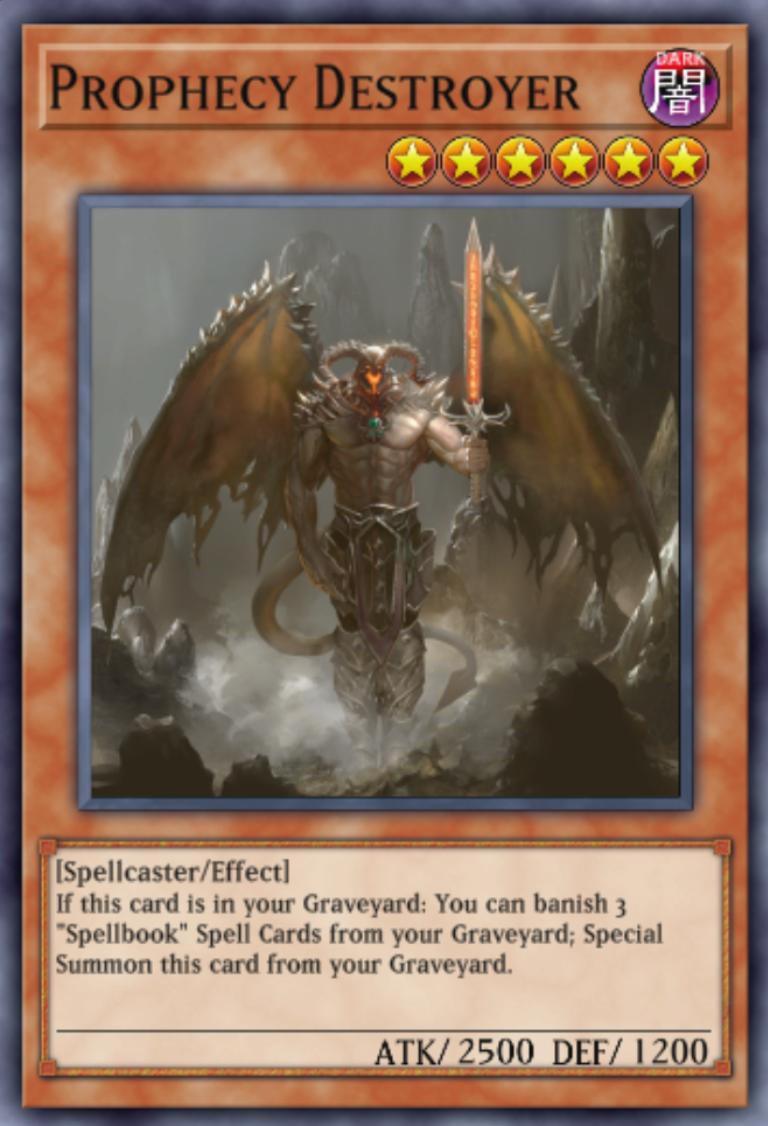 PROPHECY DESTROYER
DARK
闇
[Spellcaster/Effect]
If this card is in your Graveyard: You can banish 3
"Spellbook" Spell Cards from your Graveyard; Special
Summon this card from your Graveyard.
ATK/ 2500 DEF/ 1200